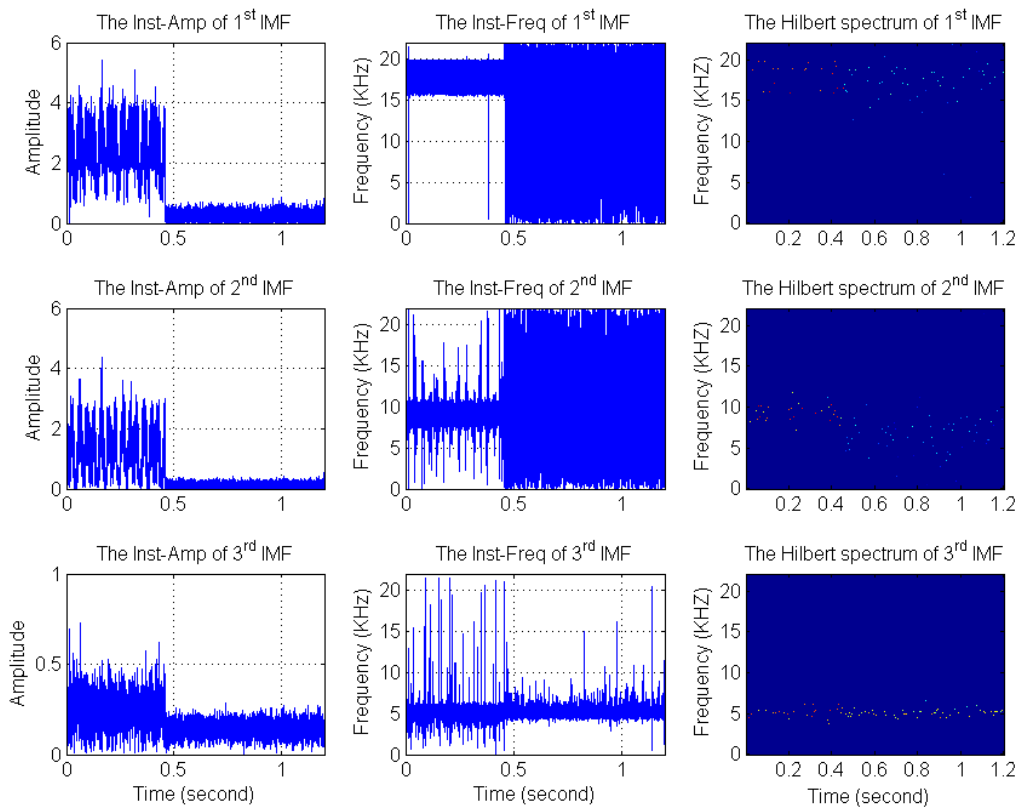 The Inst-Amp of 1st IMF
The Inst-Freq of 1st IMF
The Hilbert spectrum of 1st IMF
Amplitude
6
4
2
0
0 0.5 1
Frequency (KHz)
20
15
10
5
0
0 0.5 1
Frequency (KHZ)
20
15
10
5
0
0.2 0.4 0.6 0.8 1 1.2
The Inst-Amp of 2nd IMF
The Inst-Freq of 2nd IMF
The Hilbert spectrum of 2nd IMF
Amplitude
6
4
2
0
0 0.5 1
Frequency (KHz)
20
15
10
5
0
0 0.5 1
Frequency (KHZ)
20
15
10
5
0
0.2 0.4 0.6 0.8 1 1.2
The Inst-Amp of 3rd IMF
The Inst-Freq of 3rd IMF
The Hilbert spectrum of 3rd IMF
Amplitude
1
0.5
0
0 0.5 1
Time (second)
Frequency (KHz)
20
15
10
5
0
0 0.5 1
Time (second)
Frequency (KHZ)
20
15
10
5
0
0.2 0.4 0.6 0.8 1 1.2
Time (second)